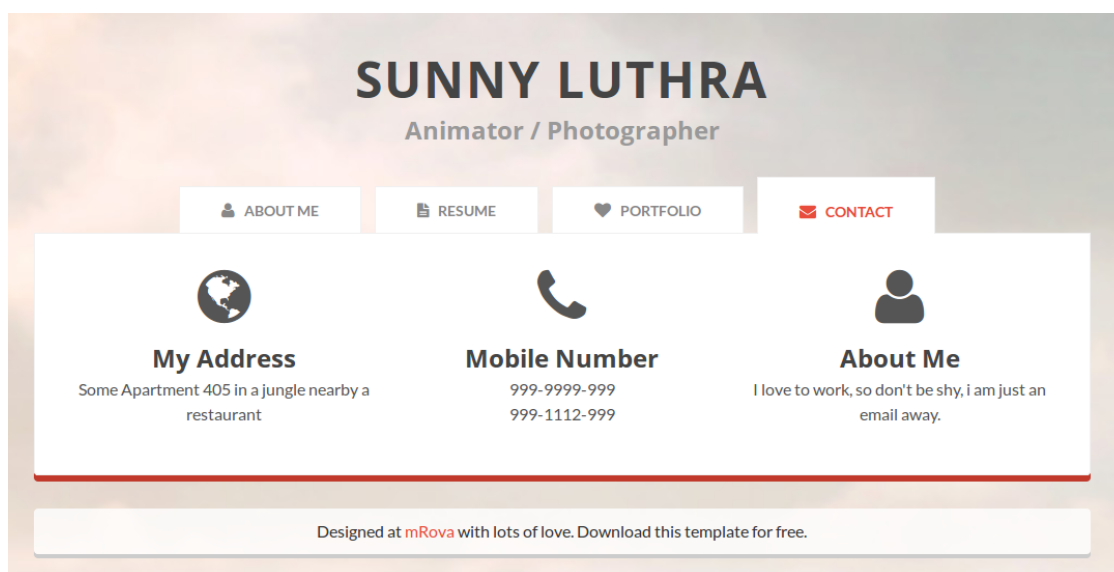 SUNNY LUTHRA
Animator / Photographer
ABOUT ME
RESUME
PORTFOLIO
CONTACT
My Address
Some Apartment 405 in a jungle nearby a
restaurant
Mobile Number
999-9999-999
999-1112-999
About Me
I love to work, so don't be shy, i am just an
email away.
Designed at mRova with lots of love. Download this template for free.